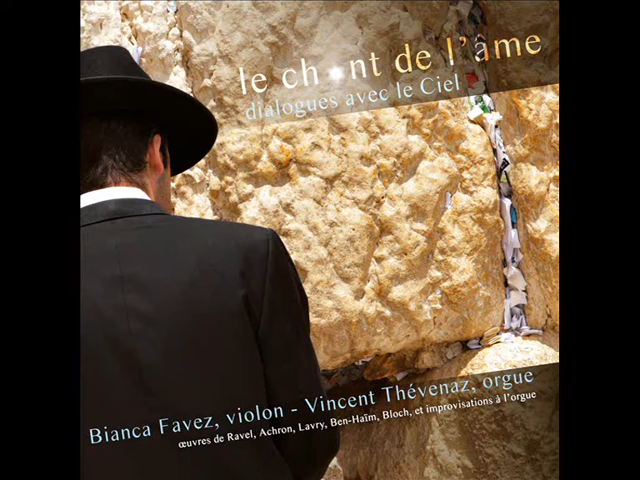 le chant de l'âme
dialogues avec le Ciel
Bianca Favez, violon - Vincent Thévenaz, orgue
œuvres de Ravel, Achron, Lavry, Ben-Haïm, Bloch, et improvisations à l'orgue